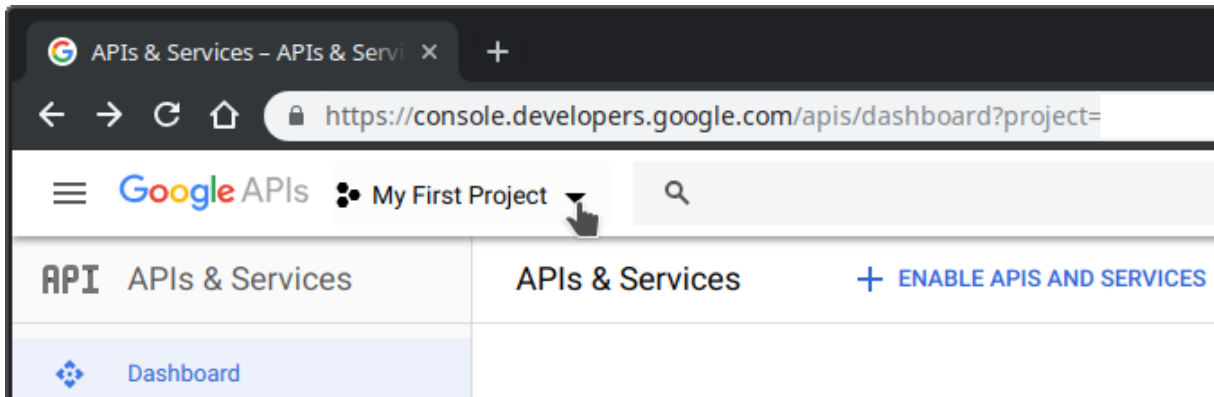 APIs & Services – APIs & Servi
https://console.developers.google.com/apis/dashboard?project=
Google APIs My First Project
API APIs & Services
APIs & Services + ENABLE APIS AND SERVICES
Dashboard